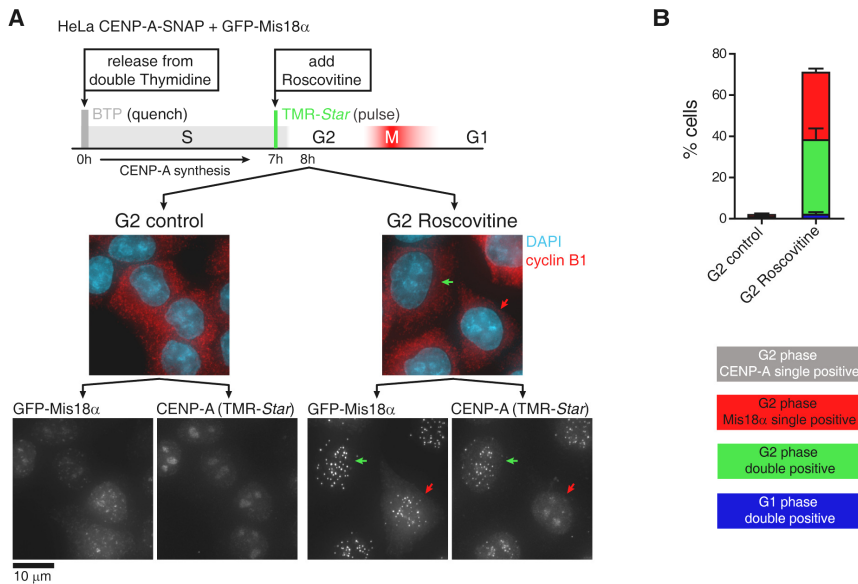 A
HeLa CENP-A-SNAP + GFP-Mis18α
release from
double Thymidine
add
Roscovitine
BTP (quench)
TMR-Star (pulse)
S
G2
M
G1
0h
CENP-A synthesis
7h
8h
G2 control
G2 Roscovitine
DAPI
cyclin B1
GFP-Mis18α
CENP-A (TMR-Star)
GFP-Mis18α
CENP-A (TMR-Star)
10 μm
B
% cells
80
60
40
20
0
G2 control
G2 Roscovitine
G2 phase
CENP-A single positive
G2 phase
Mis18α single positive
G2 phase
double positive
G1 phase
double positive